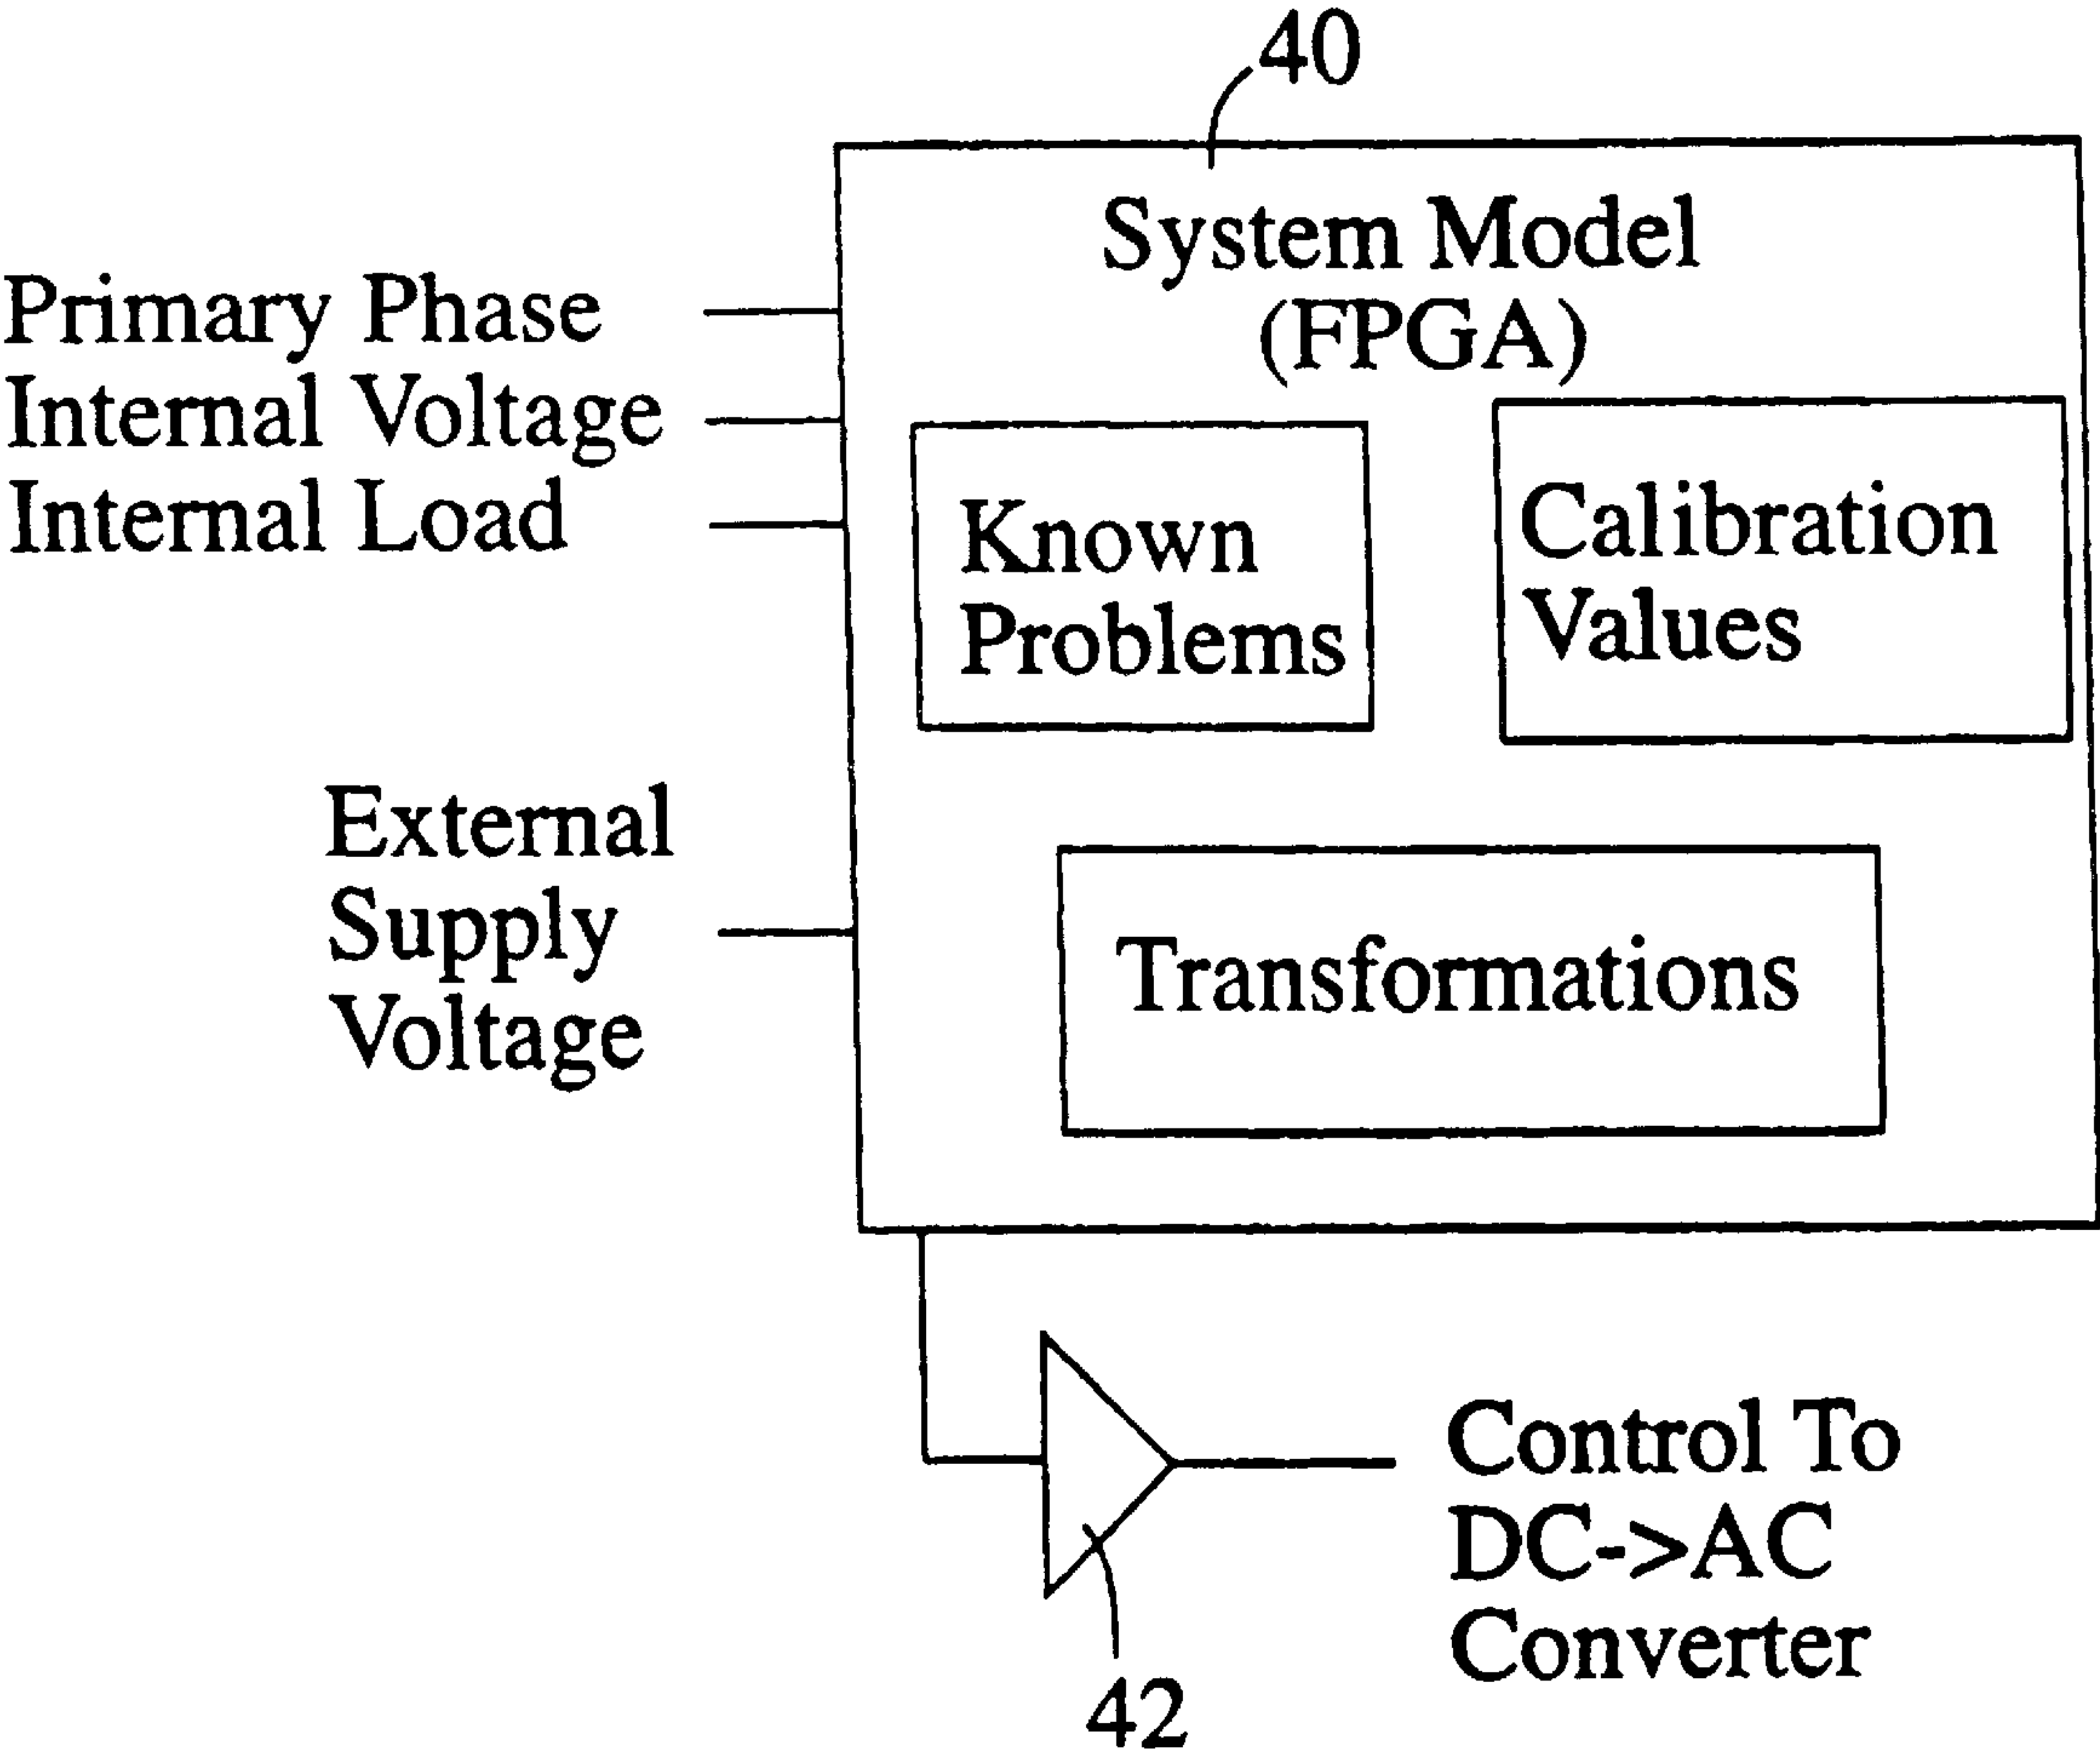 40
System Model
(FPGA)
Primary Phase
Internal Voltage
Internal Load
Known
Problems
Calibration
Values
External
Supply
Voltage
Transformations
Control To
DC->AC
Converter
42